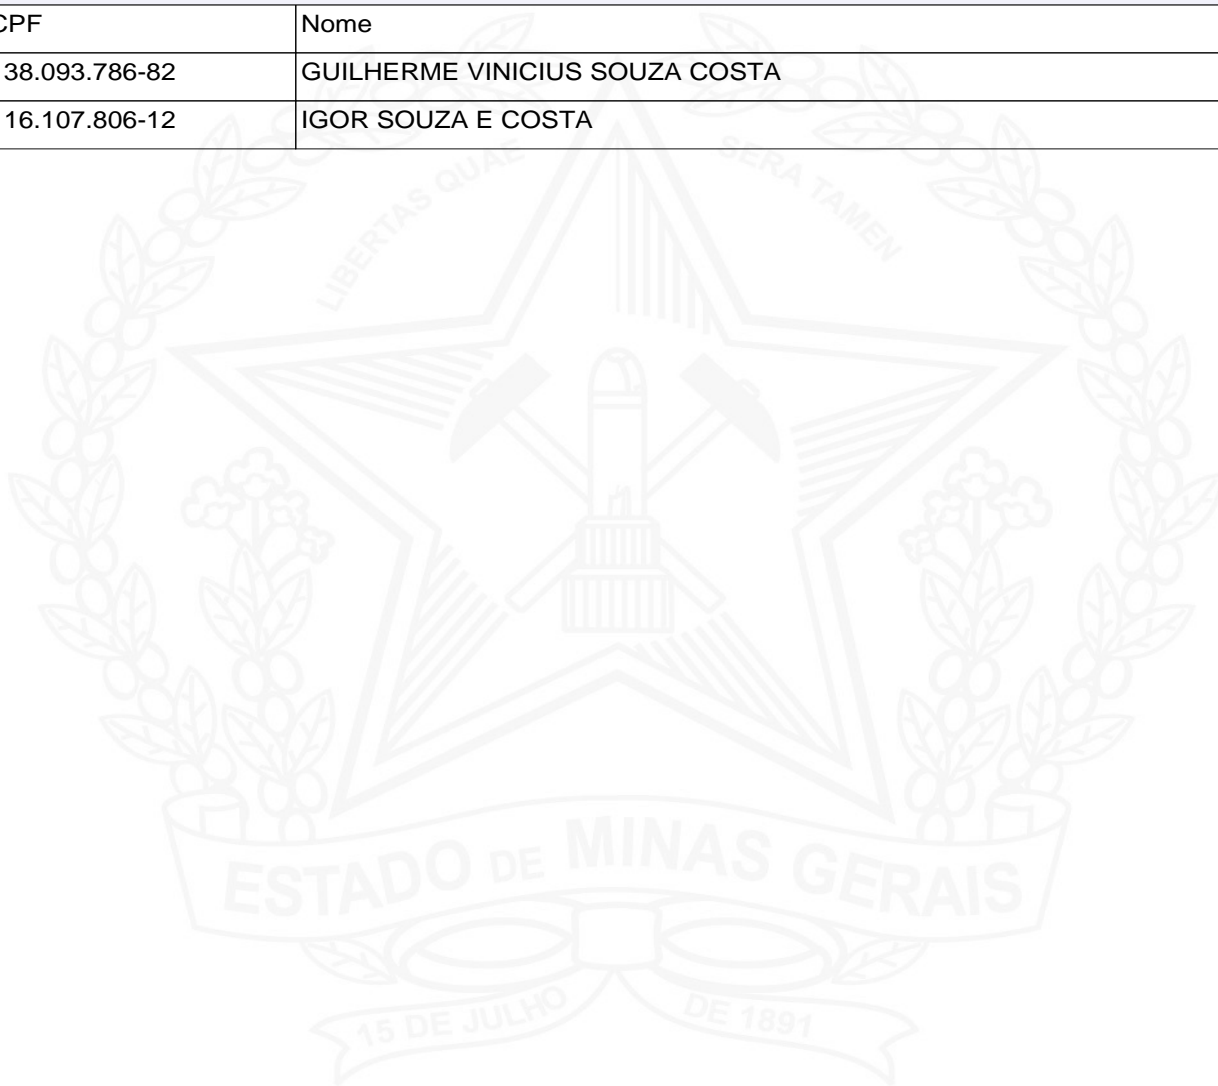 CPF Nome
38.093.786-82 GUILHERME VINICIUS SOUZA COSTA
16.107.806-12 IGOR SOUZA E COSTA
LIBERTAS QUAE SERA TAMEN
ESTADO DE MINAS GERAIS
15 DE JULHO DE 1891